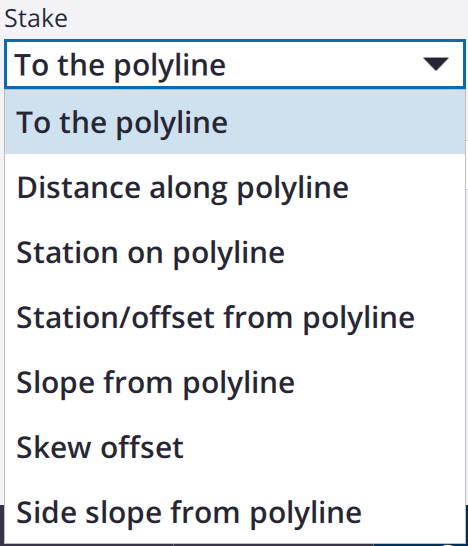 Stake
To the polyline
To the polyline
Distance along polyline
Station on polyline
Station/offset from polyline
Slope from polyline
Skew offset
Side slope from polyline